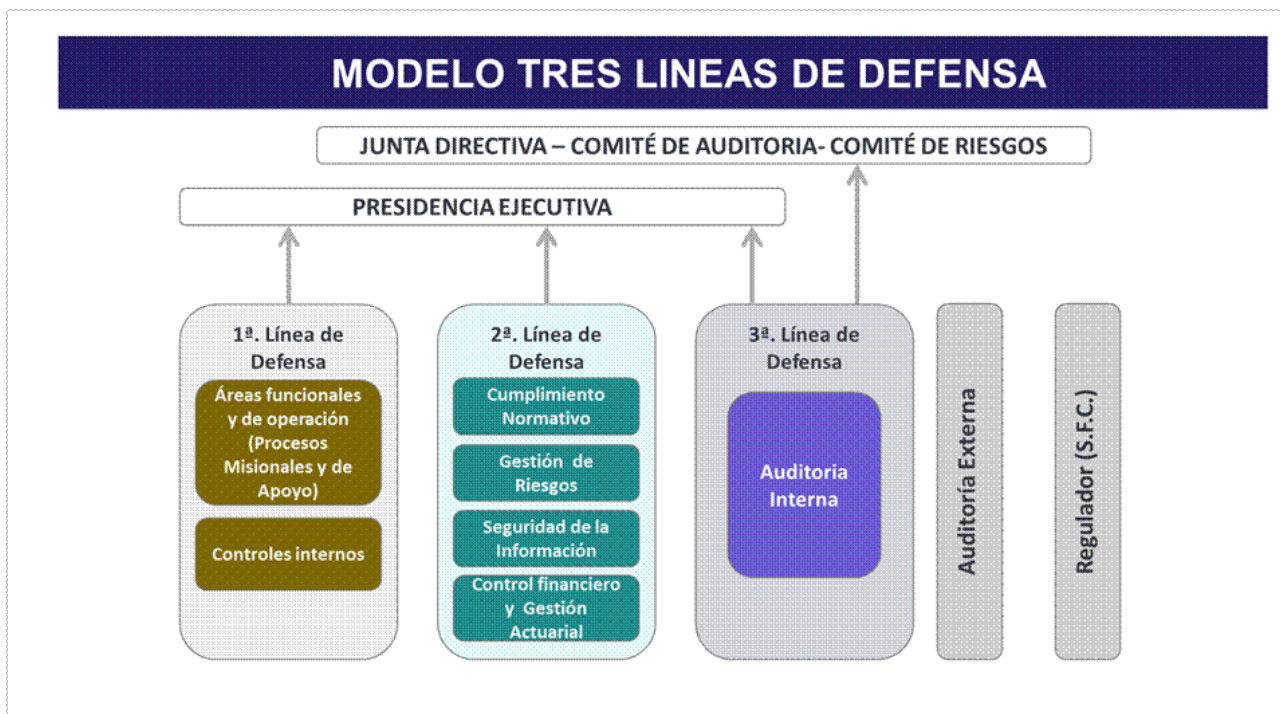 MODELO TRES LINEAS DE DEFENSA
JUNTA DIRECTIVA – COMITÉ DE AUDITORIA- COMITÉ DE RIESGOS
PRESIDENCIA EJECUTIVA
1ª. Línea de
Defensa
Áreas funcionales
y de operación
(Procesos
Misionales y de
Apoyo)
Controles internos
2ª. Línea de
Defensa
Cumplimiento
Normativo
Gestión de
Riesgos
Seguridad de la
Información
Control financiero
y Gestión
Actuarial
3ª. Línea de
Defensa
Auditoria
Interna
Auditoría Externa
Regulador (S.F.C.)